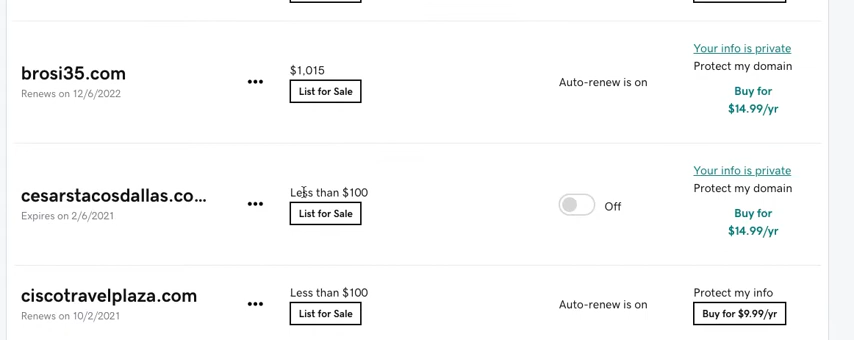 brosi35.com
Renews on 12/6/2022
•••
$1,015
List for Sale
Auto-renew is on
Your info is private
Protect my domain
Buy for
$14.99/yr
cesarstacosdallas.co...
Expires on 2/6/2021
•••
Less than $100
List for Sale
Off
Your info is private
Protect my domain
Buy for
$14.99/yr
ciscotravelplaza.com
Renews on 10/2/2021
•••
Less than $100
List for Sale
Auto-renew is on
Protect my info
Buy for $9.99/yr